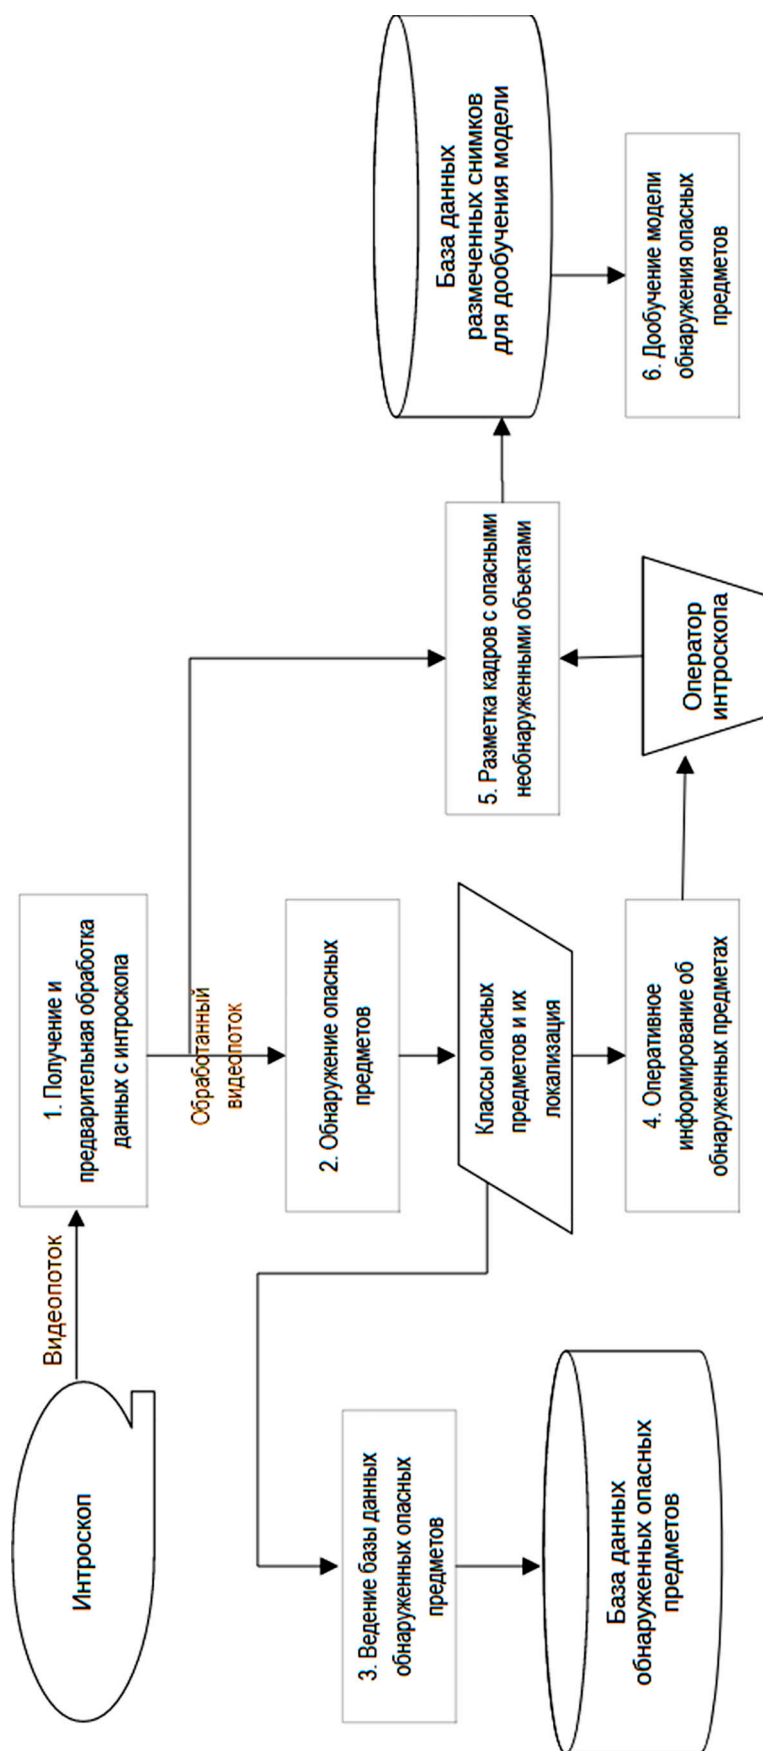 Интроскоп
Видеопоток
1. Получение и
предварительная обработка
данных с интроскопа
Обработанный
видеопоток
2. Обнаружение опасных
предметов
Классы опасных
предметов и их
локализация
3. Ведение базы данных
обнаруженных опасных
предметов
База данных
обнаруженных опасных
предметов
4. Оперативное
информирование об
обнаруженных предметах
Оператор
интроскопа
5. Разметка кадров с опасными
необнаруженными объектами
База данных
размеченных снимков
для дообучения модели
6. Дообучение модели
обнаружения опасных
предметов